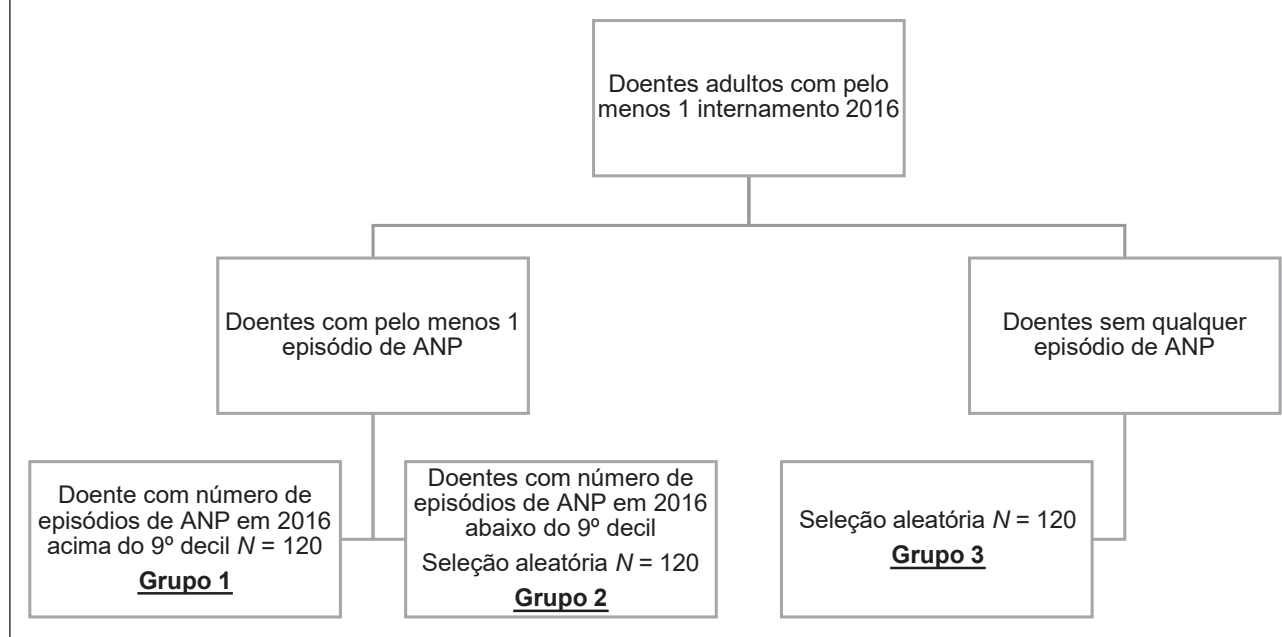 Doentes adultos com pelo
menos 1 internamento 2016
Doentes com pelo menos 1
episódio de ANP
Doentes sem qualquer
episódio de ANP
Doente com número de
episódios de ANP em 2016
acima do 9º decil N = 120
Grupo 1
Doentes com número de
episódios de ANP em 2016
abaixo do 9º decil
Seleção aleatória N = 120
Grupo 2
Seleção aleatória N = 120
Grupo 3